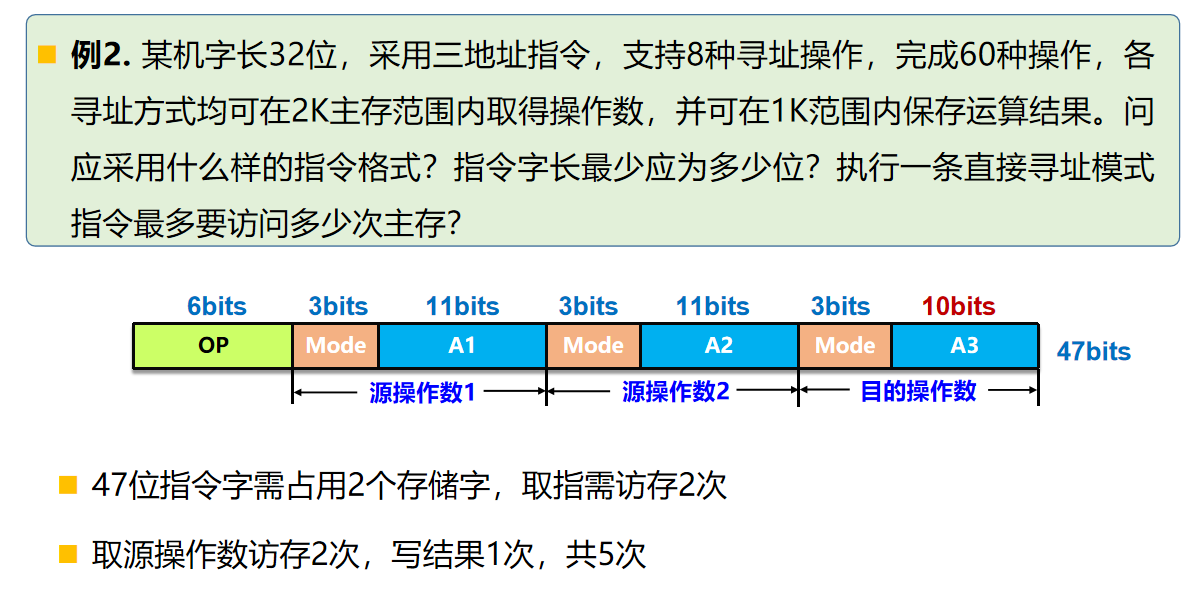 例2. 某机字长32位，采用三地址指令，支持8种寻址操作，完成60种操作，各
寻址方式均可在2K主存范围内取得操作数，并可在1K范围内保存运算结果。问
应采用什么样的指令格式？指令字长最少应为多少位？执行一条直接寻址模式
指令最多要访问多少次主存？
6bits 3bits 11bits 3bits 11bits 3bits 10bits
OP Mode A1 Mode A2 Mode A3 47bits
源操作数1 源操作数2 目的操作数
47位指令字需占用2个存储字，取指需访存2次
取源操作数访存2次，写结果1次，共5次